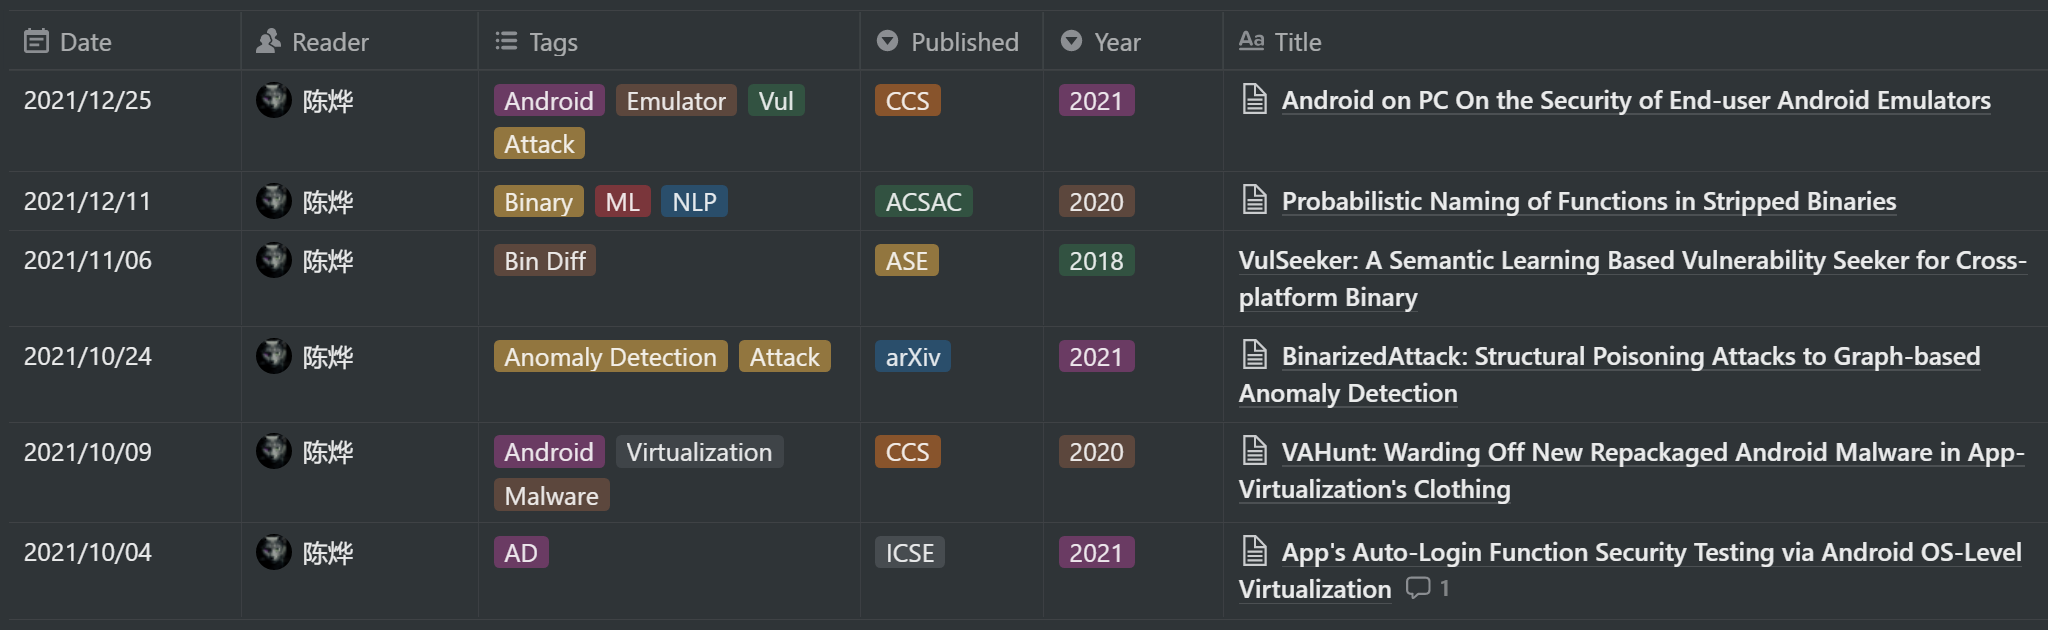 Date Reader Tags Published Year Title
2021/12/25 陈烨 Android Emulator Vul CCS 2021 Android on PC On the Security of End-user Android Emulators
Attack
2021/12/11 陈烨 Binary ML NLP ACSAC 2020 Probabilistic Naming of Functions in Stripped Binaries
2021/11/06 陈烨 Bin Diff ASE 2018 VulSeeker: A Semantic Learning Based Vulnerability Seeker for Cross-
platform Binary
2021/10/24 陈烨 Anomaly Detection Attack arXiv 2021 BinarizedAttack: Structural Poisoning Attacks to Graph-based
Anomaly Detection
2021/10/09 陈烨 Android Virtualization CCS 2020 VAHunt: Warding Off New Repackaged Android Malware in App-
Malware Virtualization's Clothing
2021/10/04 陈烨 AD ICSE 2021 App's Auto-Login Function Security Testing via Android OS-Level
Virtualization 1